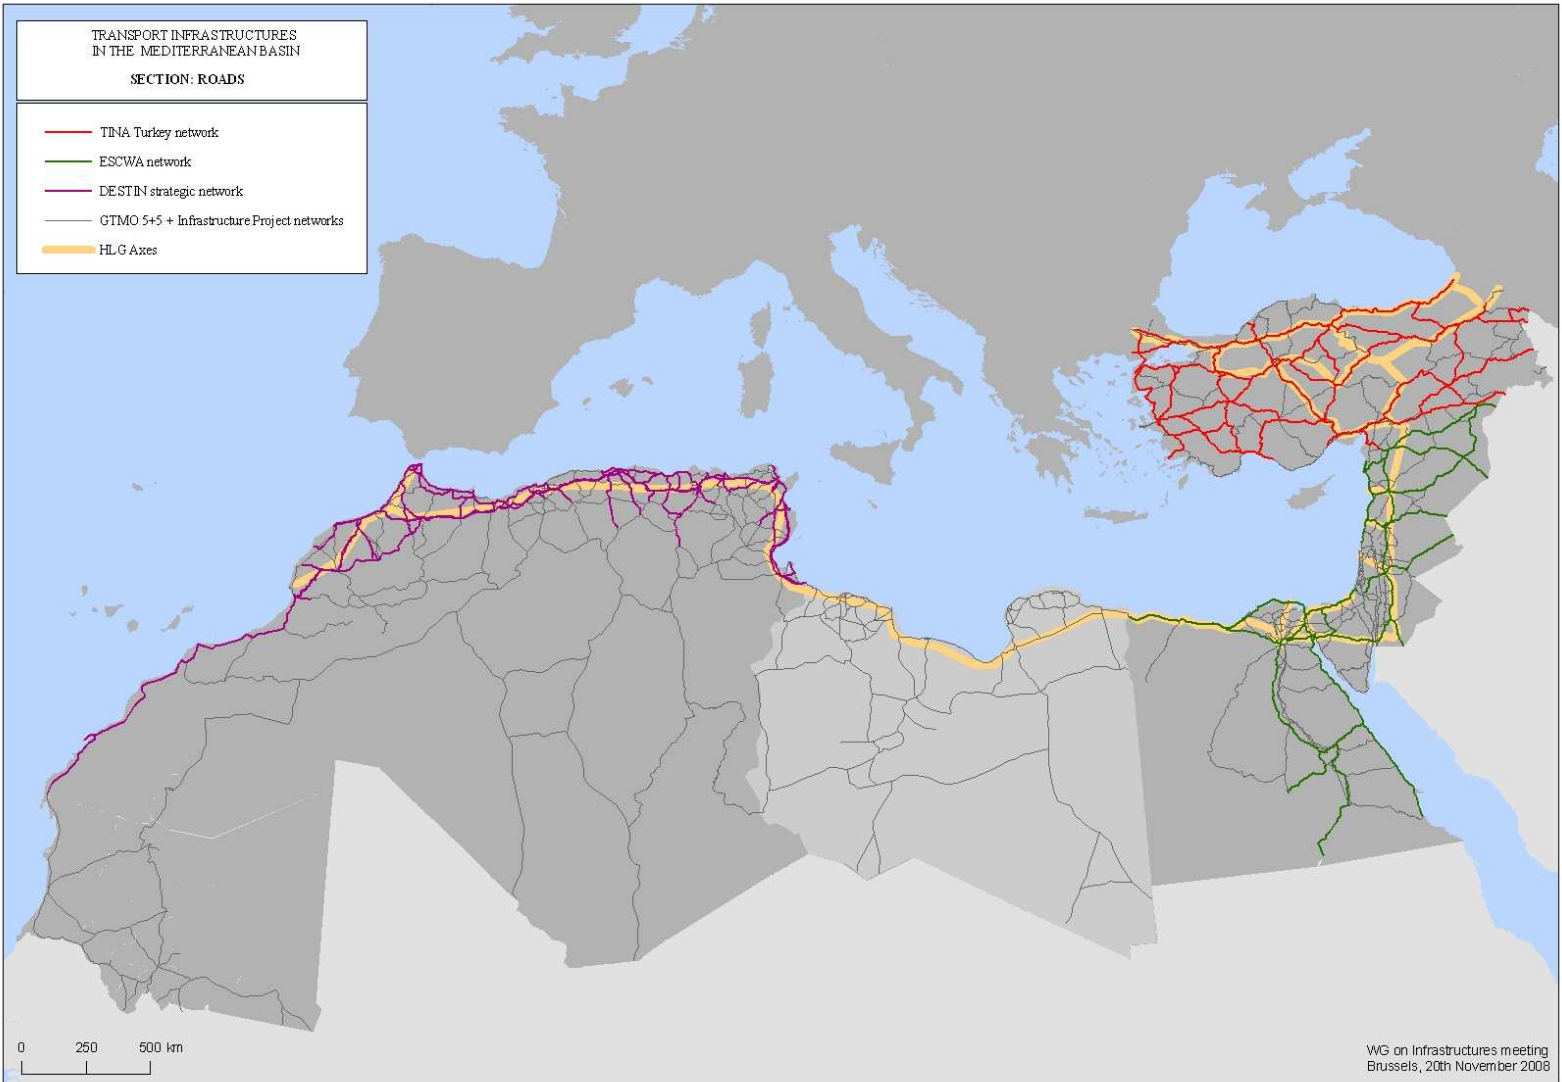 TRANSPORT INFRASTRUCTURES
IN THE MEDITERRANEAN BASIN
SECTION: ROADS
TINA Turkey network
ESCWA network
DESTIN strategic network
GTMO 5+5 + Infrastructure Project networks
HLG Axes
0 250 500 km
WG on Infrastructures meeting
Brussels, 20th November 2008